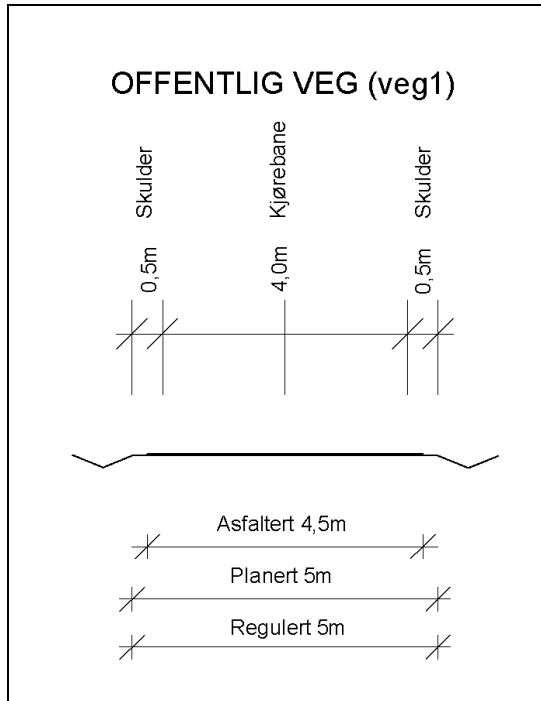 OFFENTLIG VEG (veg1)
Skulder
Kjørebane
Skulder
0,5m
4,0m
0,5m
Asfaltert 4,5m
Planert 5m
Regulert 5m